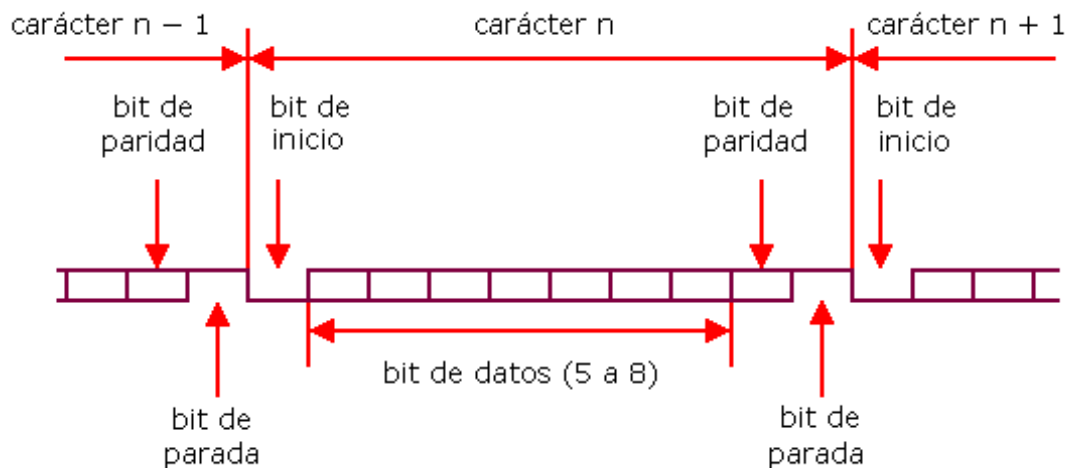 carácter n − 1
carácter n
carácter n + 1
bit de
paridad
bit de
inicio
bit de
paridad
bit de
inicio
bit de datos (5 a 8)
bit de
parada
bit de
parada